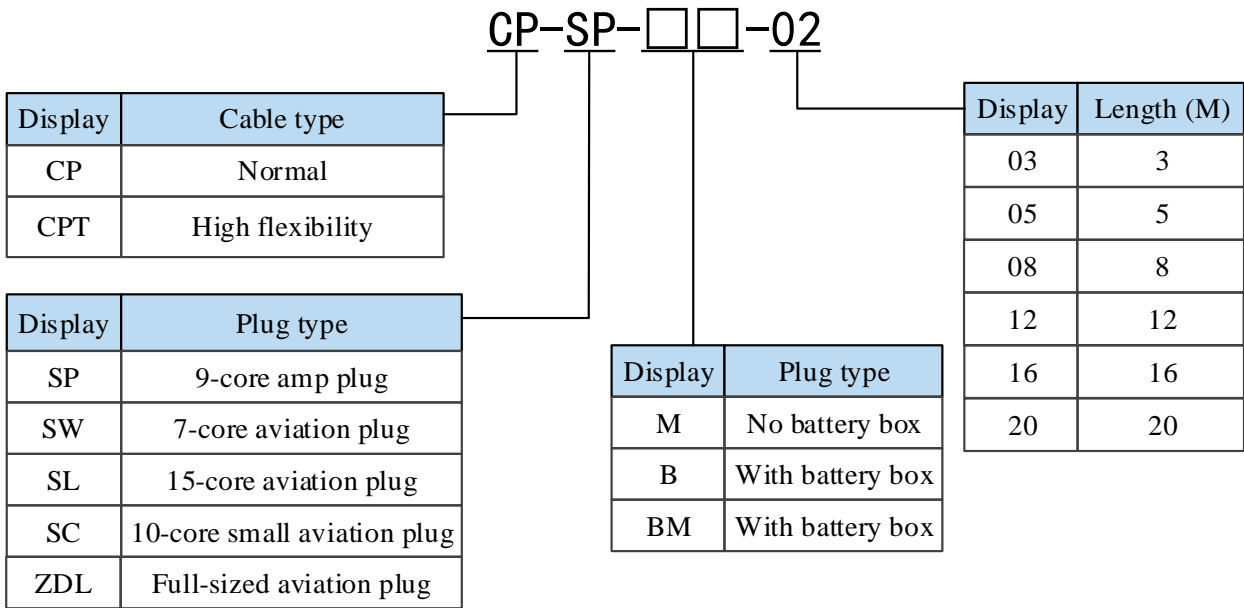 CP-SP-□□-02
Display Cable type
CP Normal
CPT High flexibility
Display Plug type
SP 9-core amp plug
SW 7-core aviation plug
SL 15-core aviation plug
SC 10-core small aviation plug
ZDL Full-sized aviation plug
Display Plug type
M No battery box
B With battery box
BM With battery box
Display Length (M)
03 3
05 5
08 8
12 12
16 16
20 20